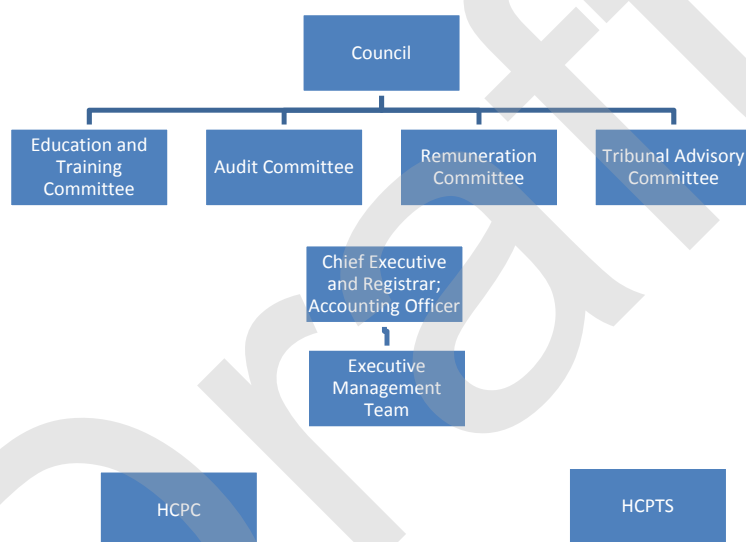 Council
Education and
Training
Committee
Audit Committee
Remuneration
Committee
Tribunal Advisory
Committee
Chief Executive
and Registrar;
Accounting Officer
Executive
Management
Team
HCPC
HCPTS
Draft